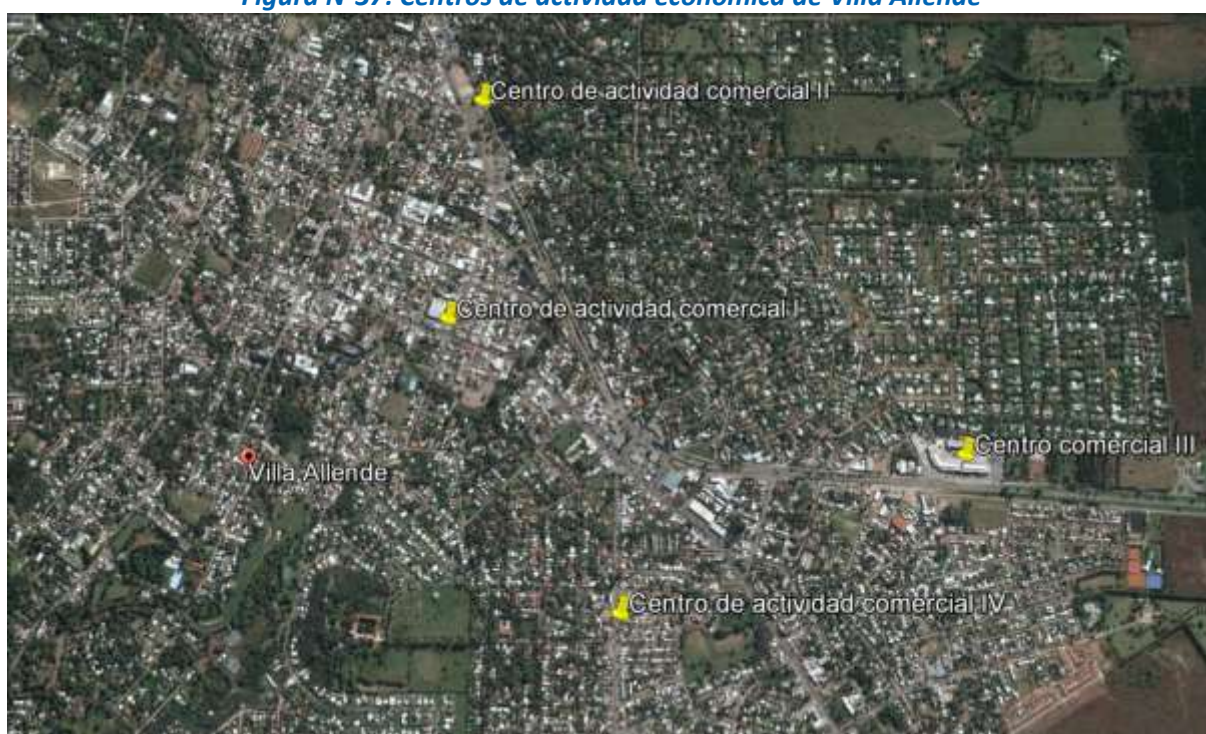 Figura N°37: Centros de actividad económica de Villa Allende
Centro de actividad comercial II
Centro de actividad comercial I
Centro comercial III
Villa Allende
Centro de actividad comercial IV